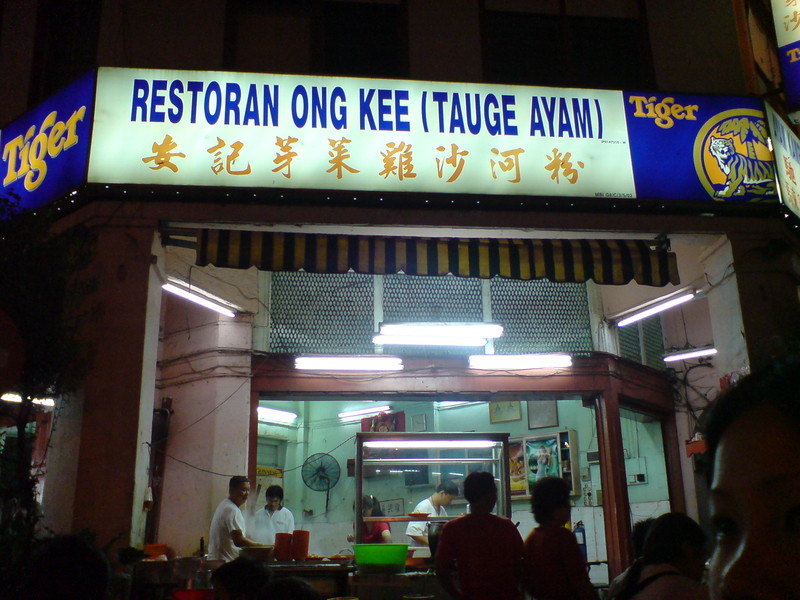 RESTORAN ONG KEE (TAUGE AYAM)
安記芽菜雞沙河粉
Tiger
Tiger